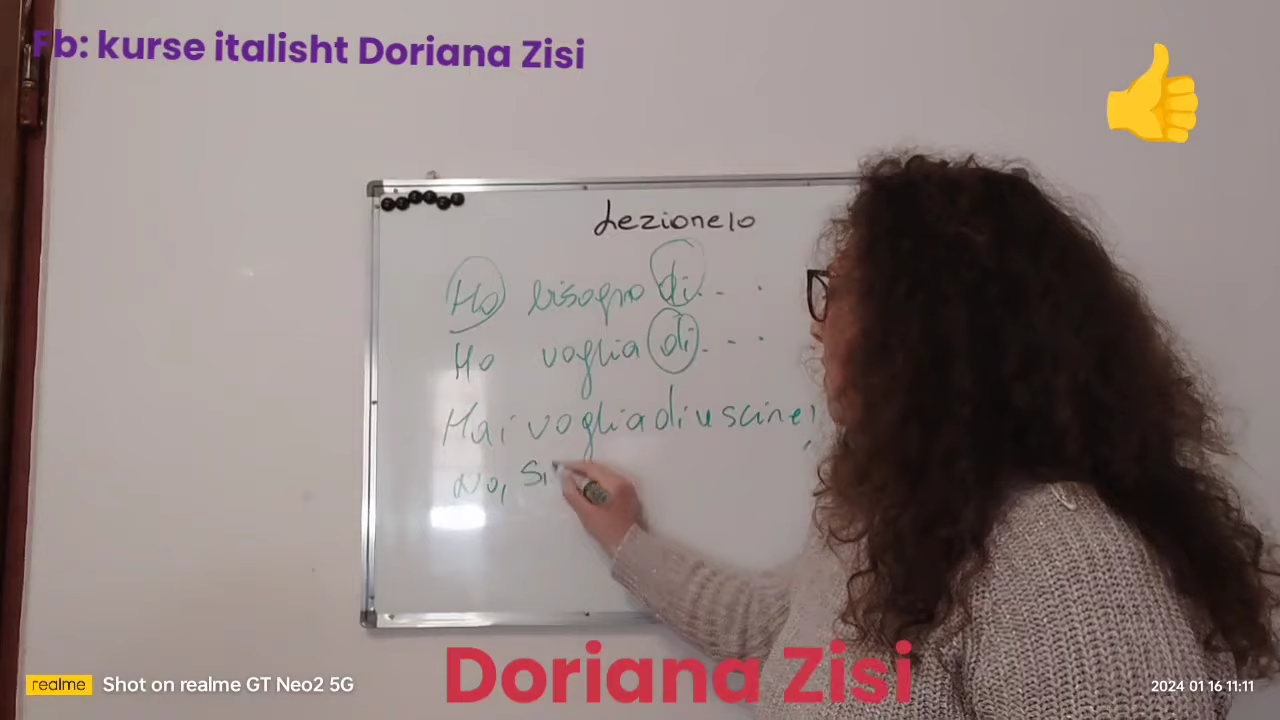 Fb: kurse italisht Doriana Zisi
Lezione 10
Ho bisogno di...
Ho voglia di...
Hai voglia di uscire?
No, Si
Doriana Zisi
realme Shot on realme GT Neo2 5G
2024 01 16 11:11